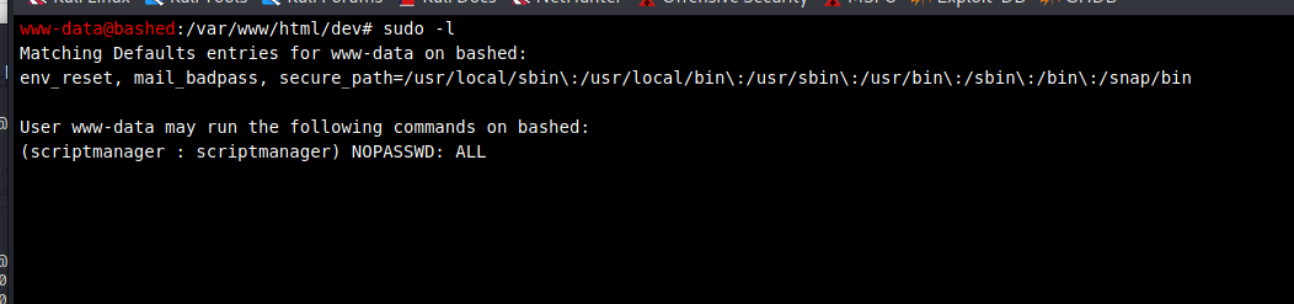 Kali Linux Kali Tools Kali Forums Kali Docs NetHunter Offensive Security MSFU Exploit-DB GHDB
www-data@bashed:/var/www/html/dev# sudo -l
Matching Defaults entries for www-data on bashed:
env_reset, mail_badpass, secure_path=/usr/local/sbin\:/usr/local/bin\:/usr/sbin\:/usr/bin\:/sbin\:/bin\:/snap/bin
User www-data may run the following commands on bashed:
(scriptmanager : scriptmanager) NOPASSWD: ALL